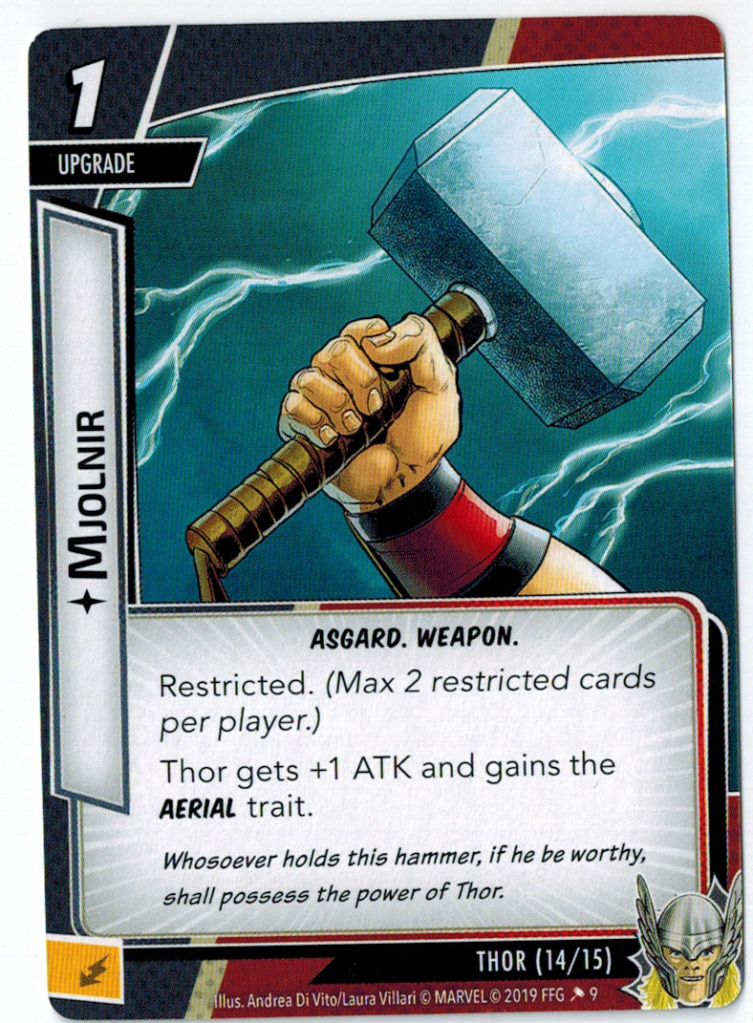 1
UPGRADE
MJOLNIR
ASGARD. WEAPON.
Restricted. (Max 2 restricted cards
per player.)
Thor gets +1 ATK and gains the
AERIAL trait.
Whosoever holds this hammer, if he be worthy,
shall possess the power of Thor.
THOR (14/15)
Illus. Andrea Di Vito/Laura Villari © MARVEL © 2019 FFG 9